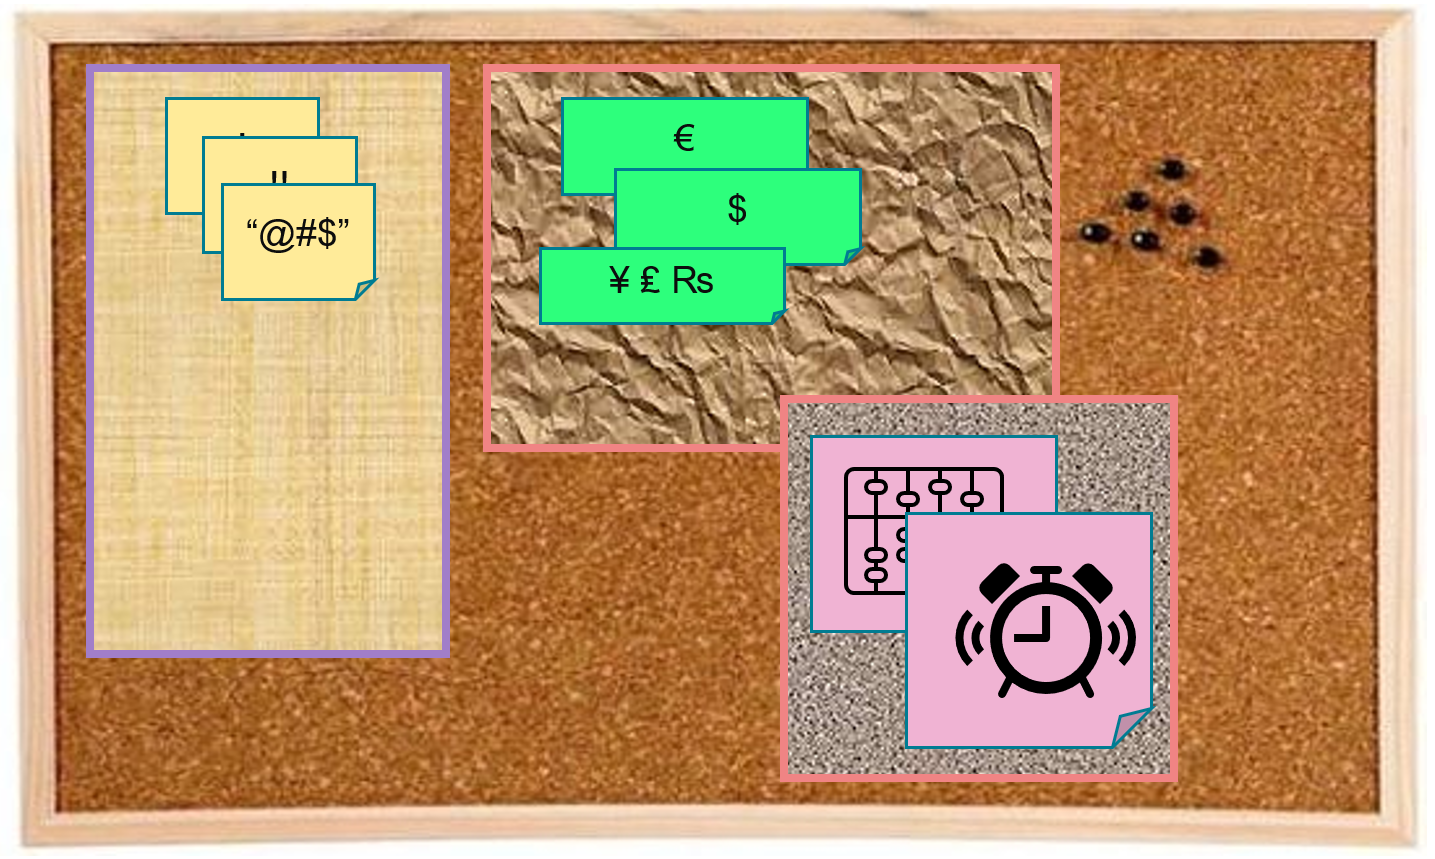 “@#$”
€
$
¥ £ Rs